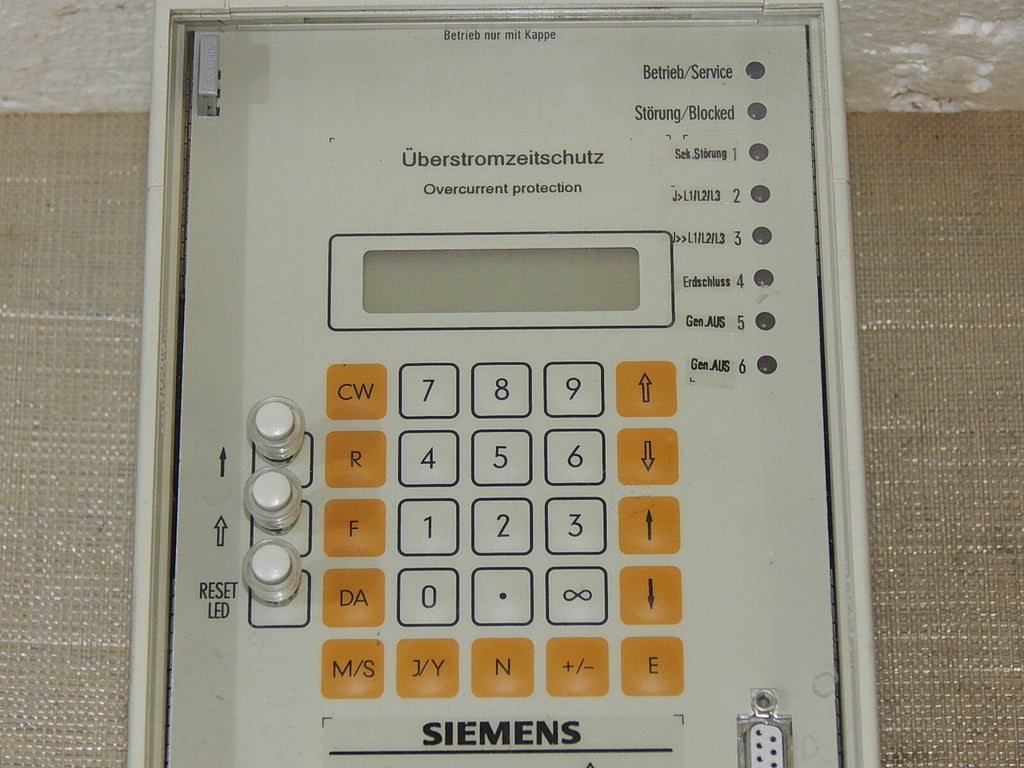 Betrieb nur mit Kappe
Betrieb/Service
Störung/Blocked
Überstromzeitschutz
Overcurrent protection
Sek.Störung 1
J>L1/L2/L3 2
J>>L1/L2/L3 3
Erdschluss 4
Gen.AUS 5
Gen.AUS 6
CW 7 8 9 ⇧
↑ R 4 5 6 ⇩
⇧ F 1 2 3 ↑
RESET
LED
DA 0 . ∞ ↓
M/S J/Y N +/- E
SIEMENS